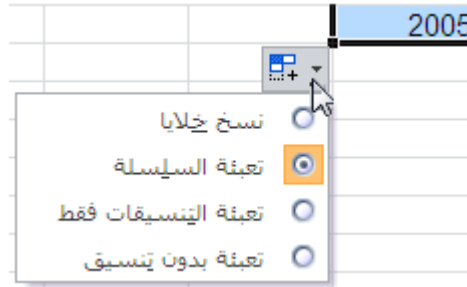 2005
نسخ خلايا
تعبئة السلسلة
تعبئة التنسيقات فقط
تعبئة بدون تنسيق